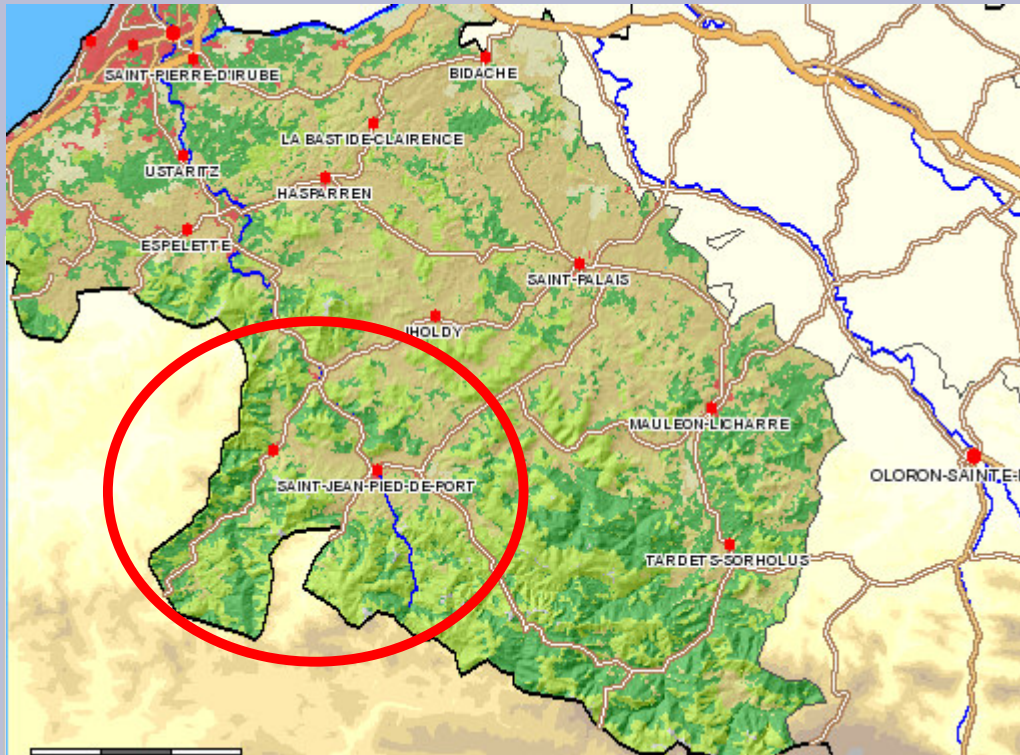 SAINT-PIERRE-D'IRUBE
BIDACHE
LA BASTIDE-CLAIRENCE
USTARITZ
HASPARREN
ESPELETTE
SAINT-PALAIS
IHOLDY
MAULEON-LICHARRE
OLORON-SAINTE-
SAINT-JEAN-PIED-DE-PORT
TARDETS-SORHOLUS